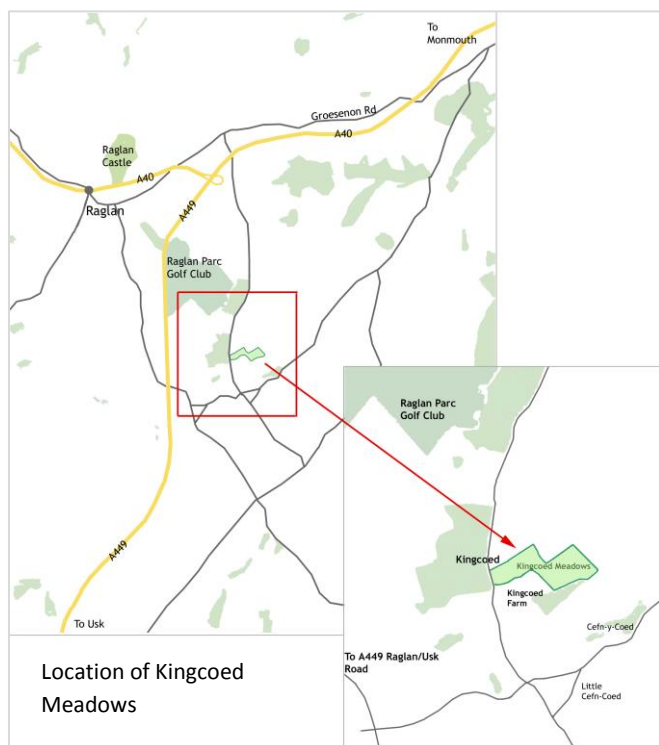 To
Monmouth
Groesenon Rd
A40
Raglan
Castle
A40
Raglan
A449
Raglan Parc
Golf Club
A449
To Usk
Location of Kingcoed
Meadows
Raglan Parc
Golf Club
Kingcoed
Kingcoed Meadows
Kingcoed
Farm
Cefn-y-Coed
To A449 Raglan/Usk
Road
Little
Cefn-Coed